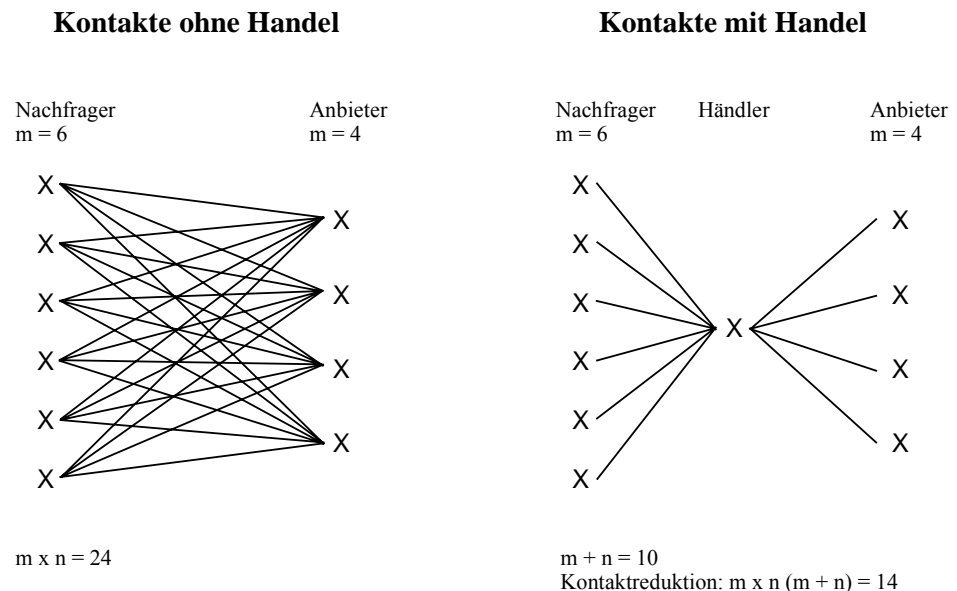 Kontakte ohne Handel
Nachfrager Anbieter
m = 6 m = 4
X
X
X
X
X
X
X
X
X
X
m x n = 24
Kontakte mit Handel
Nachfrager Händler Anbieter
m = 6 m = 4
X
X
X
X
X
X
X
X
X
X
X
m + n = 10
Kontaktreduktion: m x n (m + n) = 14